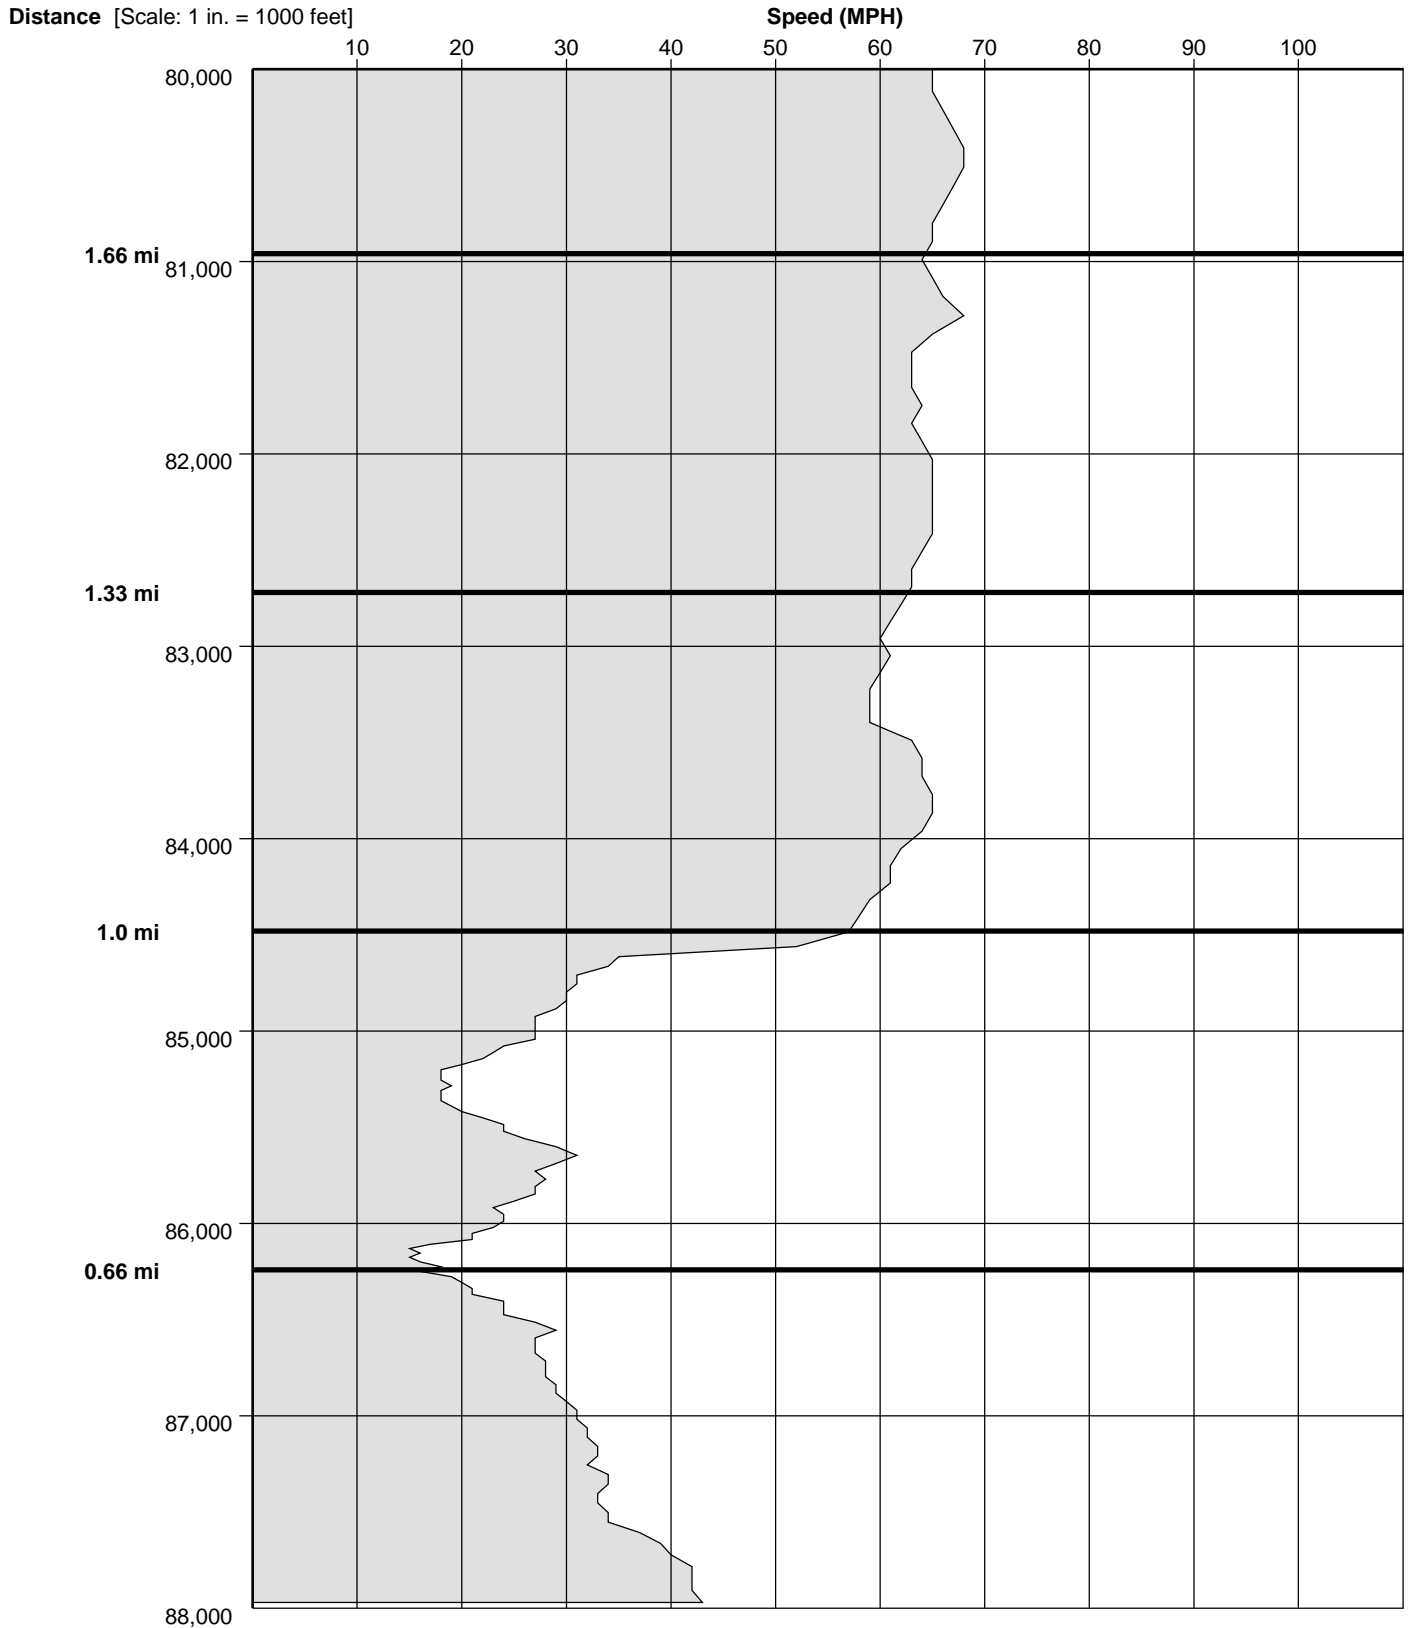 Distance [Scale: 1 in. = 1000 feet] Speed (MPH)
10 20 30 40 50 60 70 80 90 100
80,000
1.66 mi
81,000
82,000
1.33 mi
83,000
84,000
1.0 mi
85,000
86,000
0.66 mi
87,000
88,000